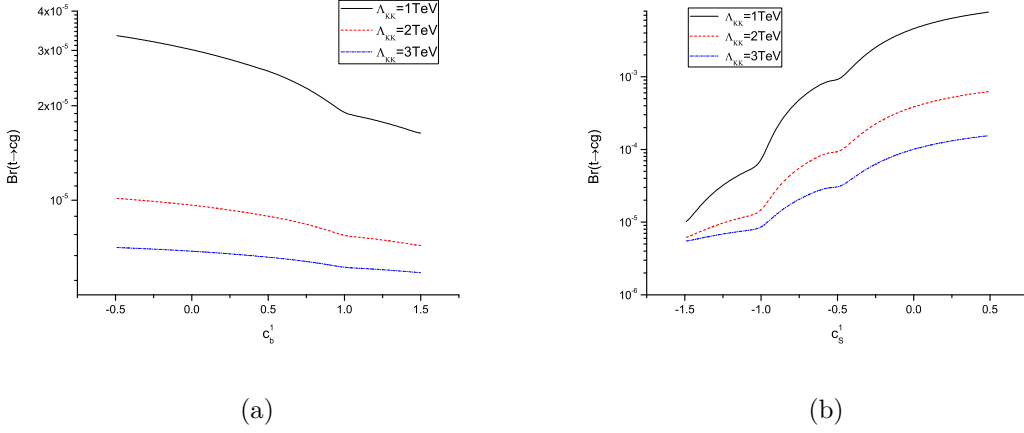 4x10⁻⁵
3x10⁻⁵
2x10⁻⁵
10⁻⁵
Br(t→cg)
Λ_KK=1TeV
Λ_KK=2TeV
Λ_KK=3TeV
-0.5 0.0 0.5 1.0 1.5
c_b^1
(a)
10⁻³
10⁻⁴
10⁻⁵
10⁻⁶
Br(t→cg)
Λ_KK=1TeV
Λ_KK=2TeV
Λ_KK=3TeV
-1.5 -1.0 -0.5 0.0 0.5
c_S^1
(b)